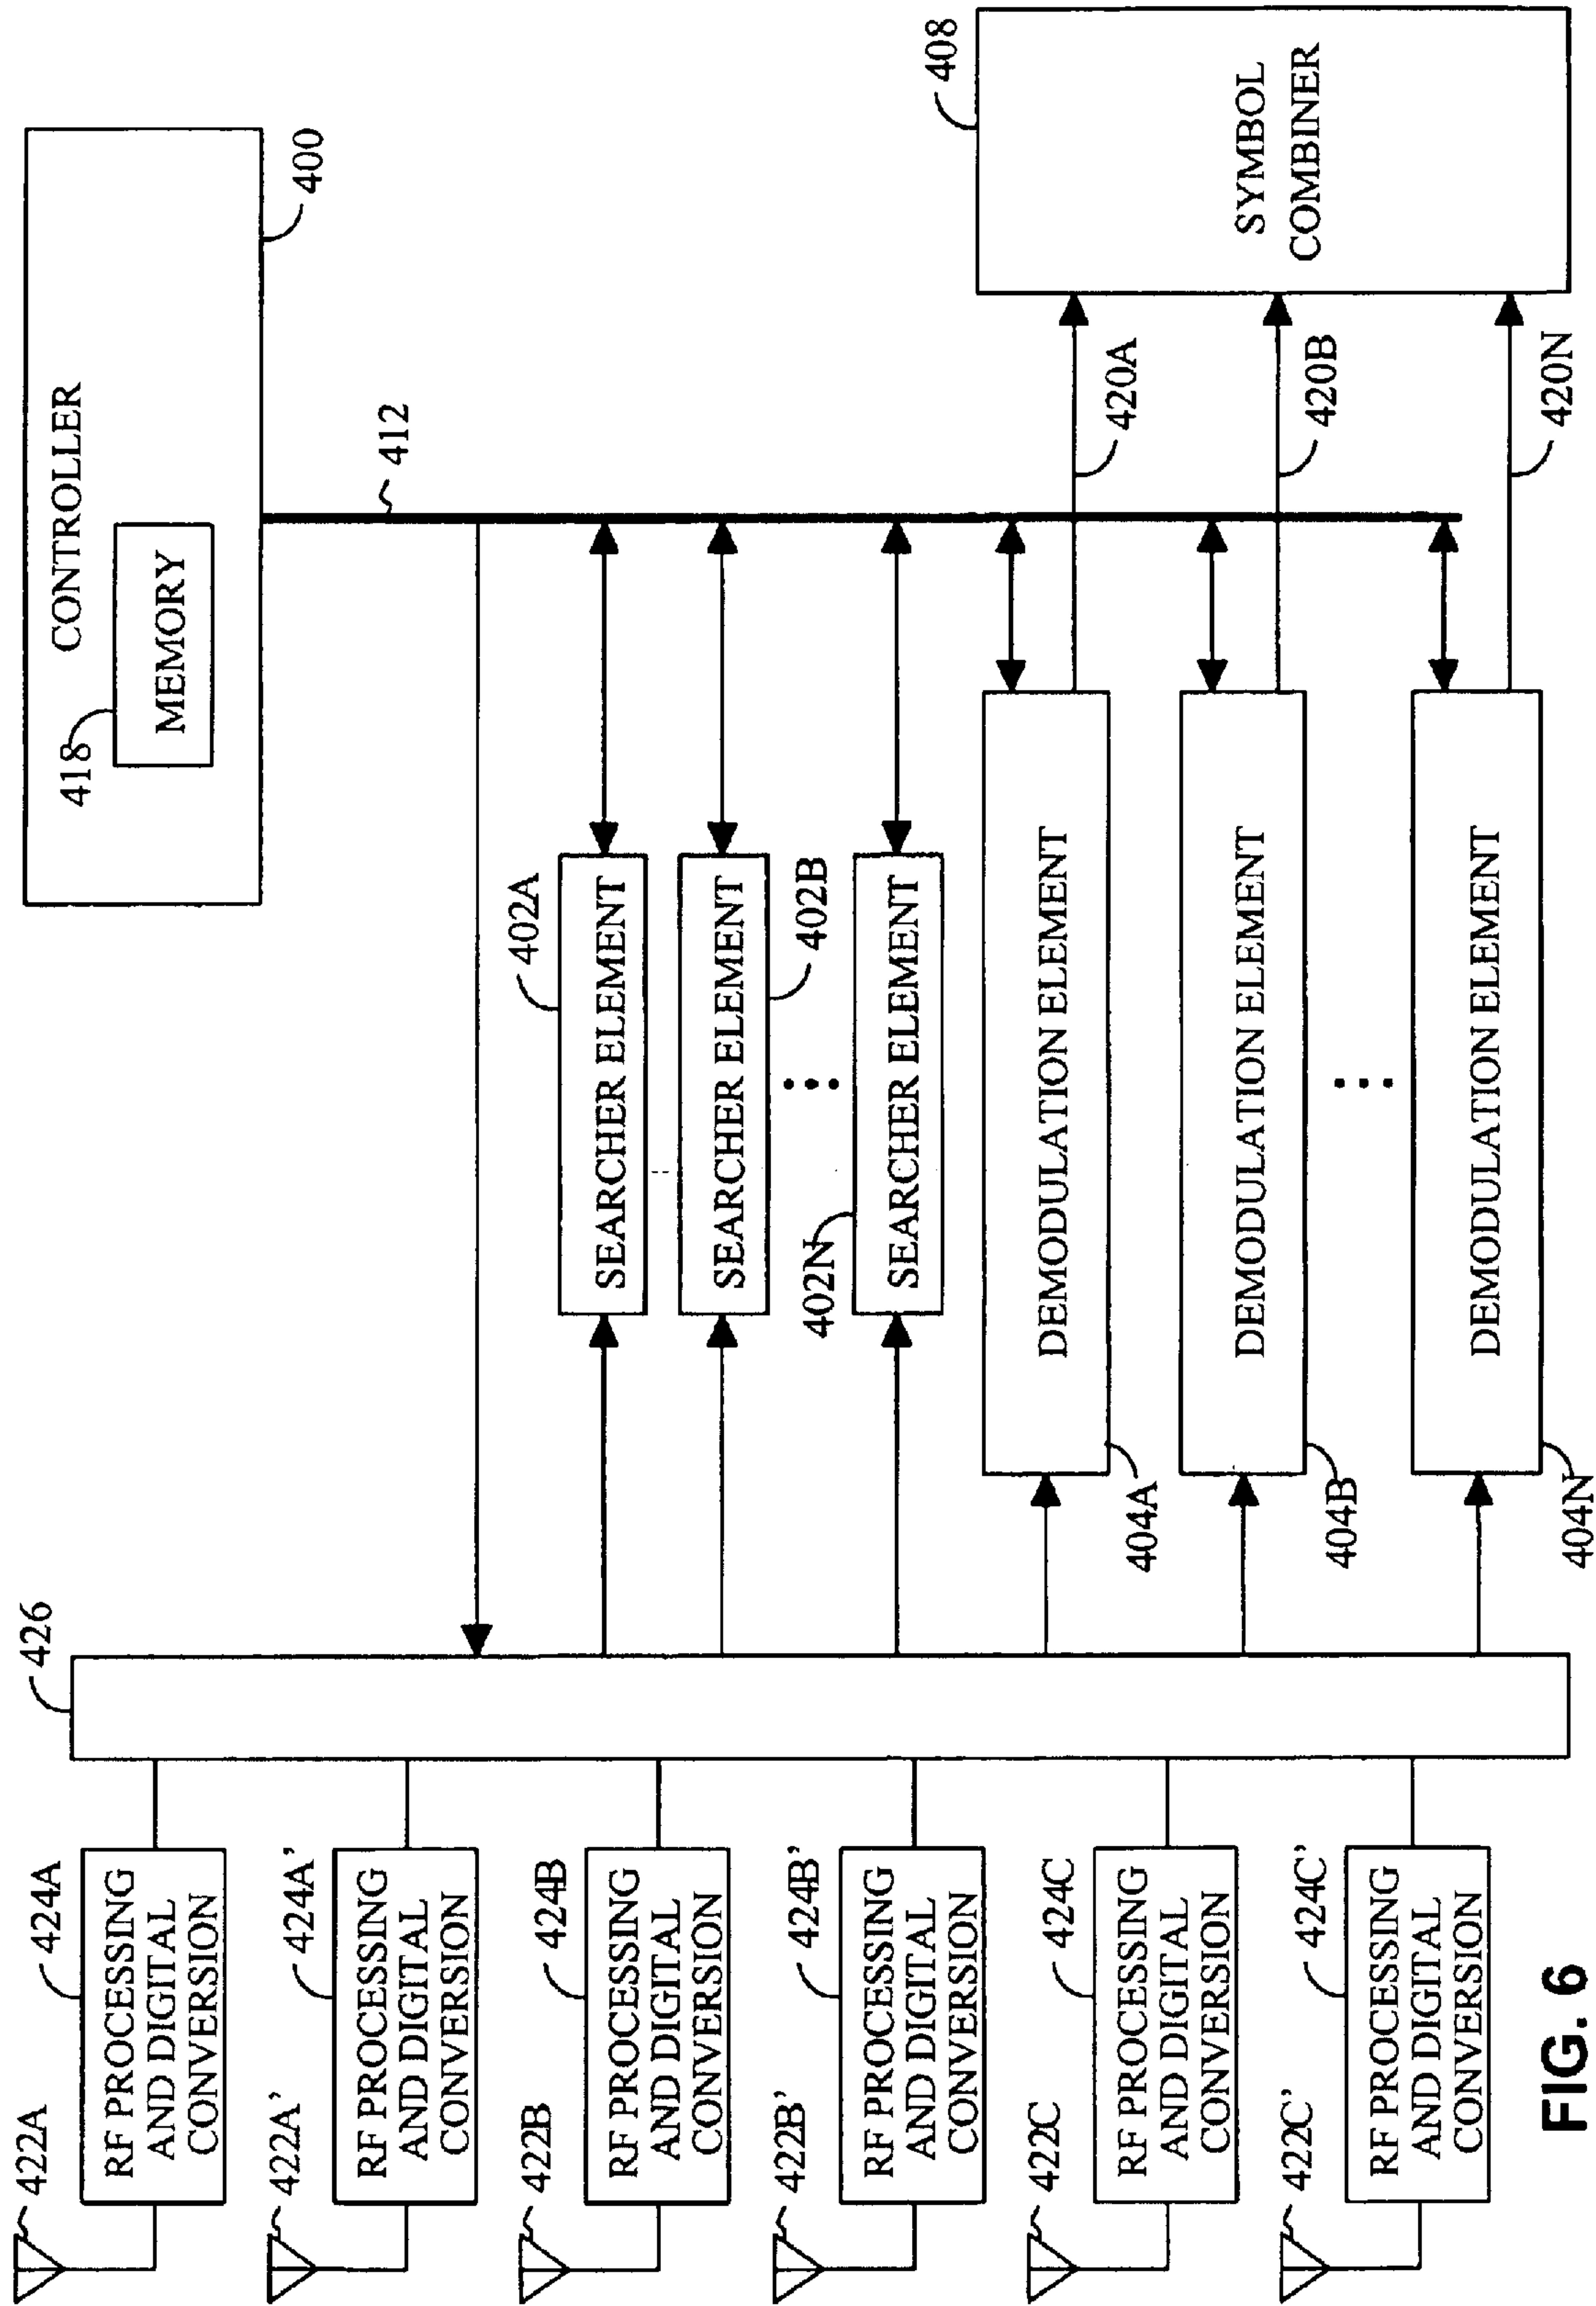 422A
424A
RF PROCESSING
AND DIGITAL
CONVERSION
422A'
424A'
RF PROCESSING
AND DIGITAL
CONVERSION
422B
424B
RF PROCESSING
AND DIGITAL
CONVERSION
422B'
424B'
RF PROCESSING
AND DIGITAL
CONVERSION
422C
424C
RF PROCESSING
AND DIGITAL
CONVERSION
422C'
424C'
RF PROCESSING
AND DIGITAL
CONVERSION
426
CONTROLLER
418
MEMORY
400
412
402A
SEARCHER ELEMENT
SEARCHER ELEMENT
402B
402N
SEARCHER ELEMENT
DEMODULATION ELEMENT
404A
420A
DEMODULATION ELEMENT
404B
420B
DEMODULATION ELEMENT
404N
420N
408
SYMBOL
COMBINER
FIG. 6